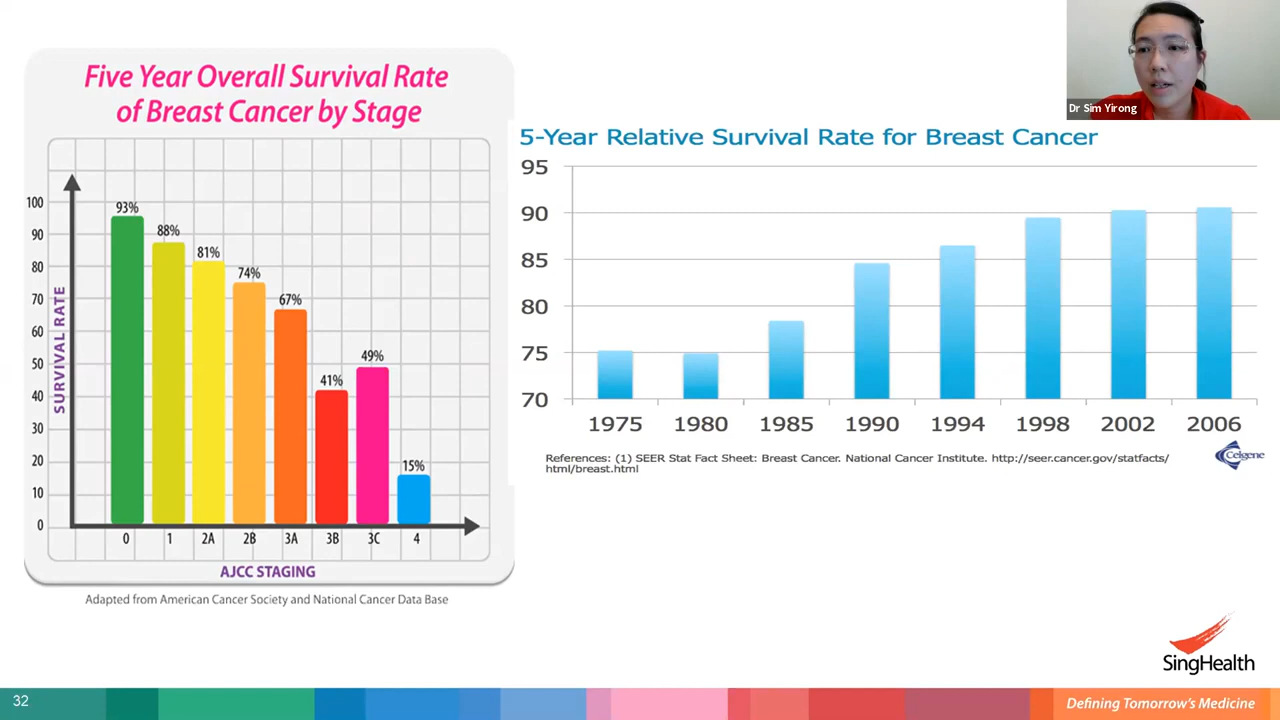 Five Year Overall Survival Rate
of Breast Cancer by Stage
100
90
80
70
60
50
40
30
20
10
0
SURVIVAL RATE
93%
88%
81%
74%
67%
41%
49%
15%
0 1 2A 2B 3A 3B 3C 4
AJCC STAGING
Adapted from American Cancer Society and National Cancer Data Base
Dr Sim Yirong
5-Year Relative Survival Rate for Breast Cancer
95
90
85
80
75
70
1975 1980 1985 1990 1994 1998 2002 2006
References: (1) SEER Stat Fact Sheet: Breast Cancer. National Cancer Institute. http://seer.cancer.gov/statfacts/
html/breast.html
Celgene
SingHealth
32
Defining Tomorrow's Medicine